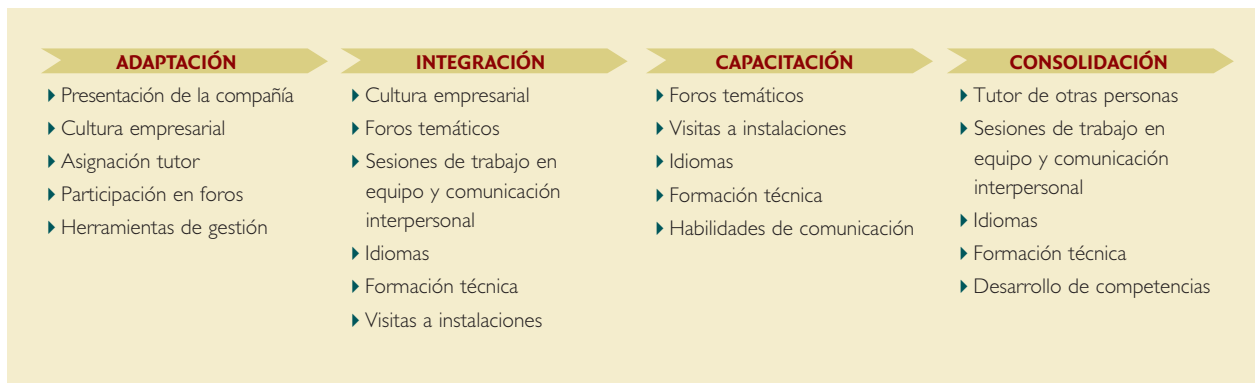 ADAPTACIÓN
Presentación de la compañía
Cultura empresarial
Asignación tutor
Participación en foros
Herramientas de gestión
INTEGRACIÓN
Cultura empresarial
Foros temáticos
Sesiones de trabajo en
equipo y comunicación
interpersonal
Idiomas
Formación técnica
Visitas a instalaciones
CAPACITACIÓN
Foros temáticos
Visitas a instalaciones
Idiomas
Formación técnica
Habilidades de comunicación
CONSOLIDACIÓN
Tutor de otras personas
Sesiones de trabajo en
equipo y comunicación
interpersonal
Idiomas
Formación técnica
Desarrollo de competencias